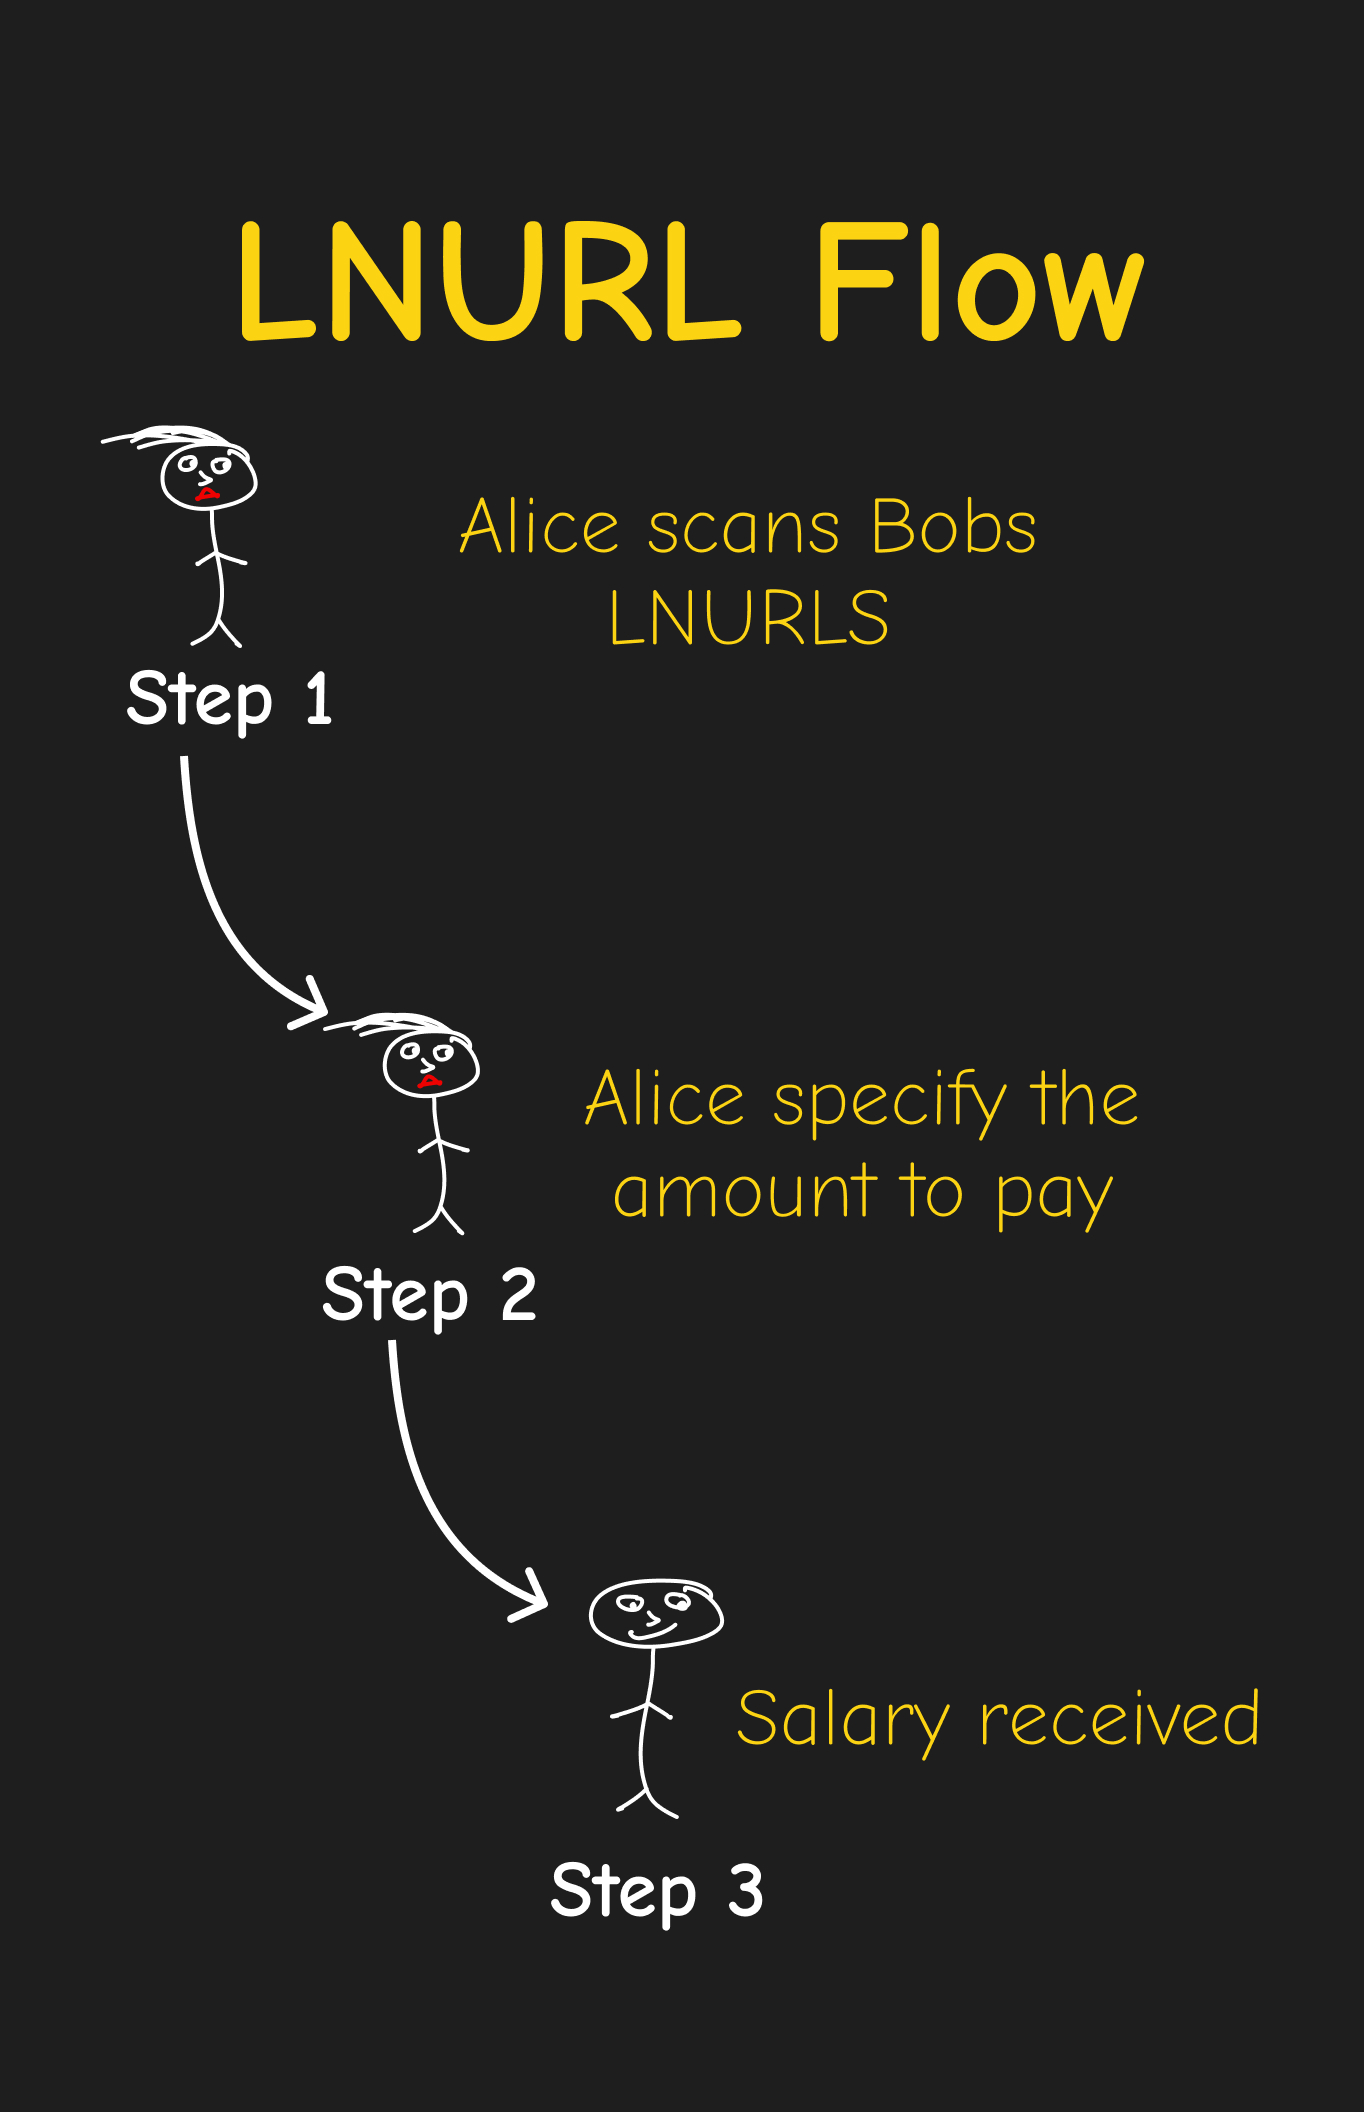 LNURL Flow
Alice scans Bobs
LNURLS
Step 1
Alice specify the
amount to pay
Step 2
Salary received
Step 3